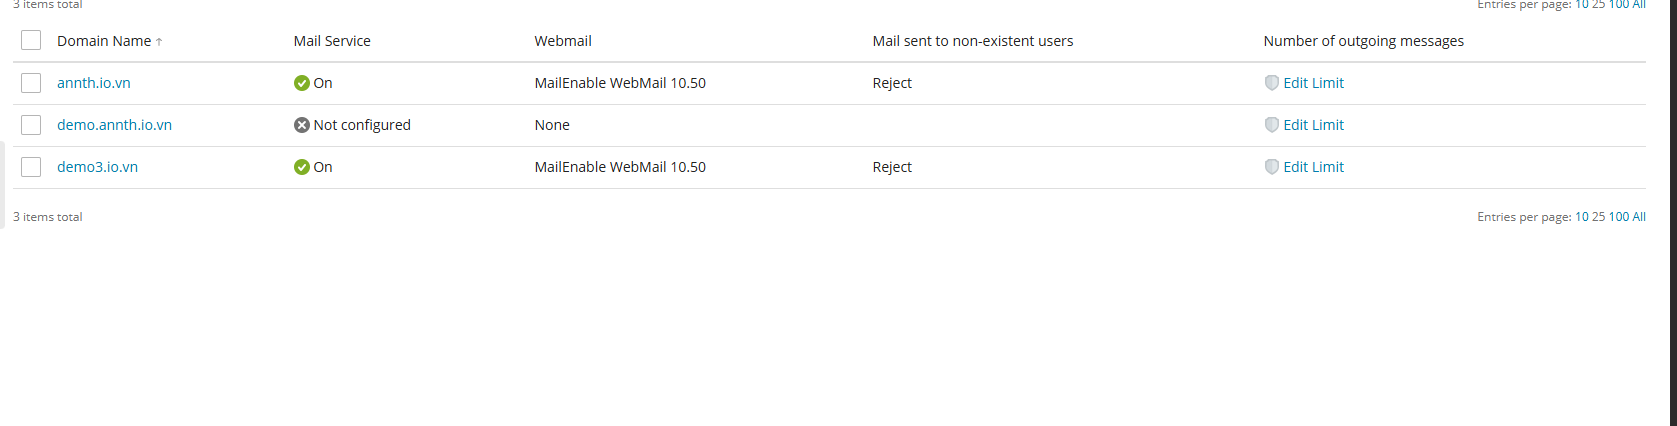 3 items total Entries per page: 10 25 100 All
Domain Name ↑ Mail Service Webmail Mail sent to non-existent users Number of outgoing messages
annth.io.vn On MailEnable WebMail 10.50 Reject Edit Limit
demo.annth.io.vn Not configured None Edit Limit
demo3.io.vn On MailEnable WebMail 10.50 Reject Edit Limit
3 items total Entries per page: 10 25 100 All